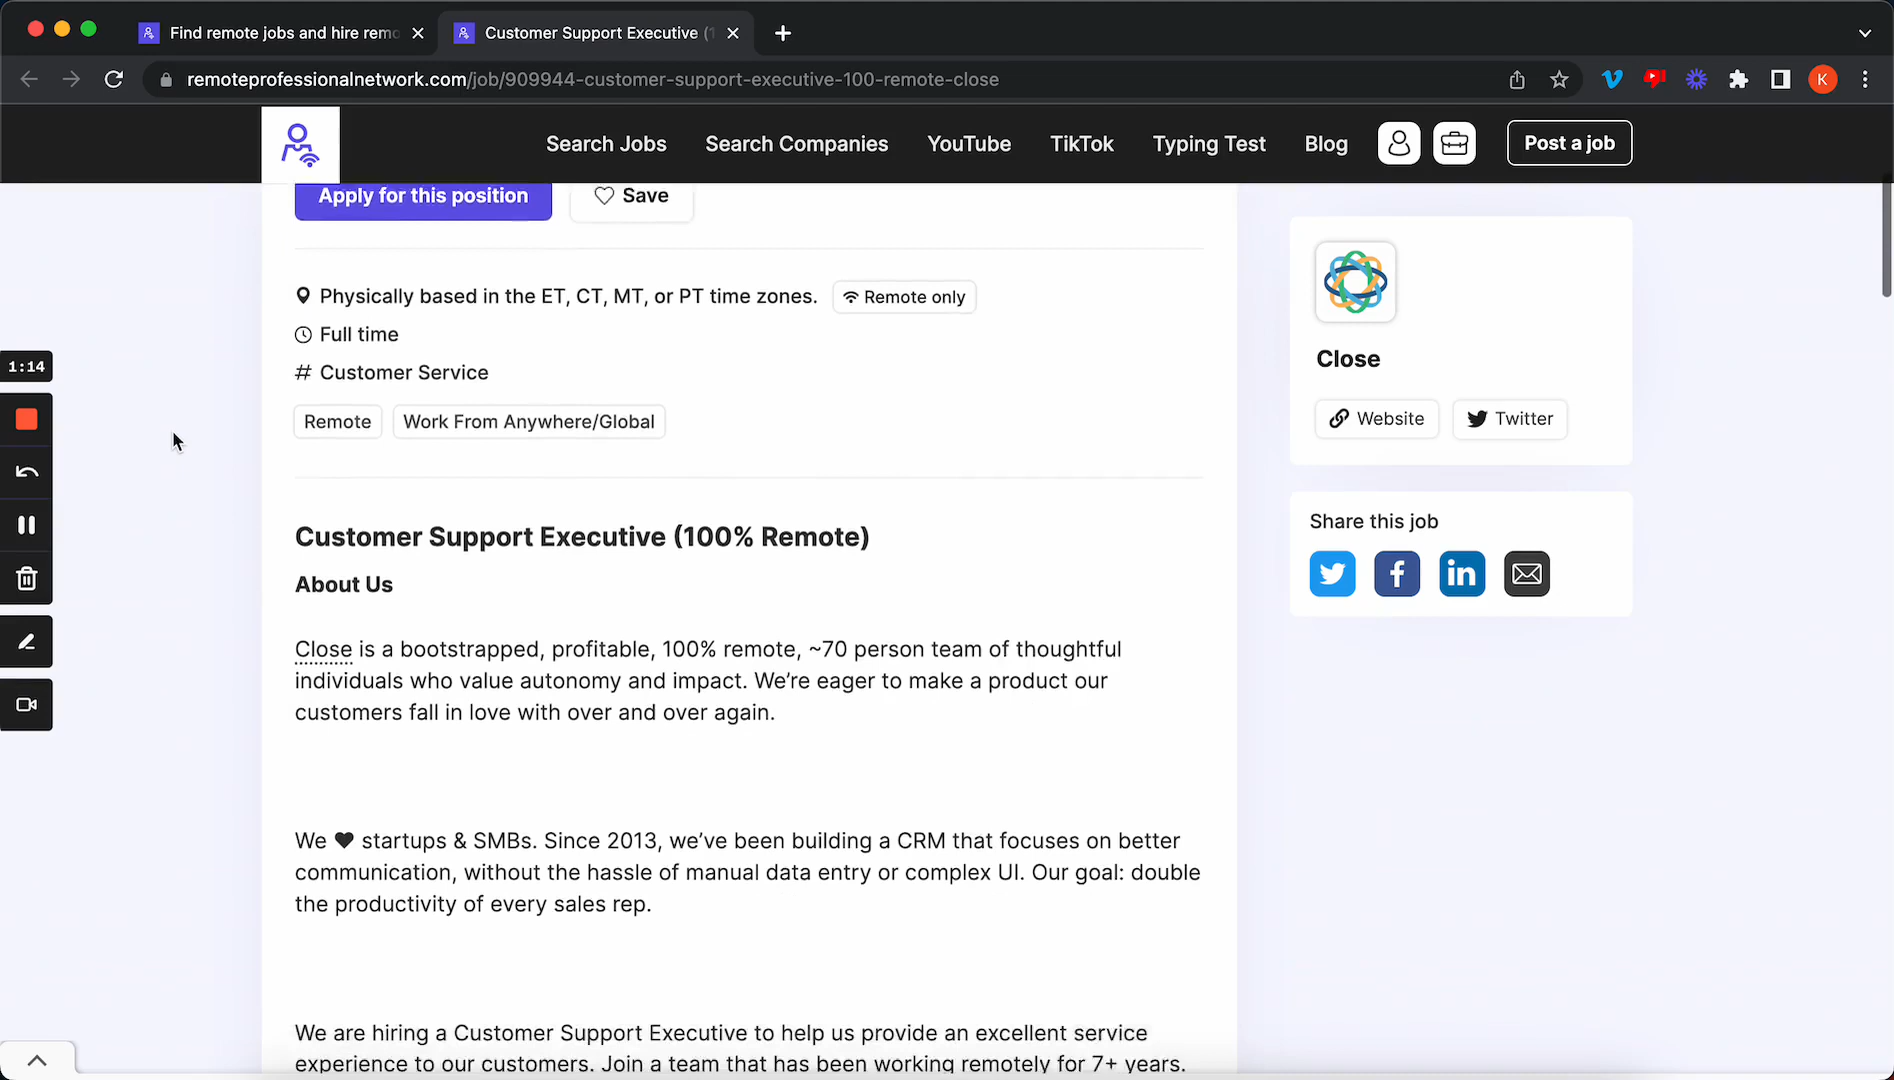 Find remote jobs and hire remo
Customer Support Executive (1
remoteprofessionalnetwork.com/job/909944-customer-support-executive-100-remote-close
K
Search Jobs
Search Companies
YouTube
TikTok
Typing Test
Blog
Post a job
Apply for this position
Save
Physically based in the ET, CT, MT, or PT time zones.
Remote only
Full time
# Customer Service
Remote
Work From Anywhere/Global
Close
Website
Twitter
Share this job
1:14
Customer Support Executive (100% Remote)
About Us
Close is a bootstrapped, profitable, 100% remote, ~70 person team of thoughtful
individuals who value autonomy and impact. We're eager to make a product our
customers fall in love with over and over again.
We ♥ startups & SMBs. Since 2013, we've been building a CRM that focuses on better
communication, without the hassle of manual data entry or complex UI. Our goal: double
the productivity of every sales rep.
We are hiring a Customer Support Executive to help us provide an excellent service
experience to our customers. Join a team that has been working remotely for 7+ years.